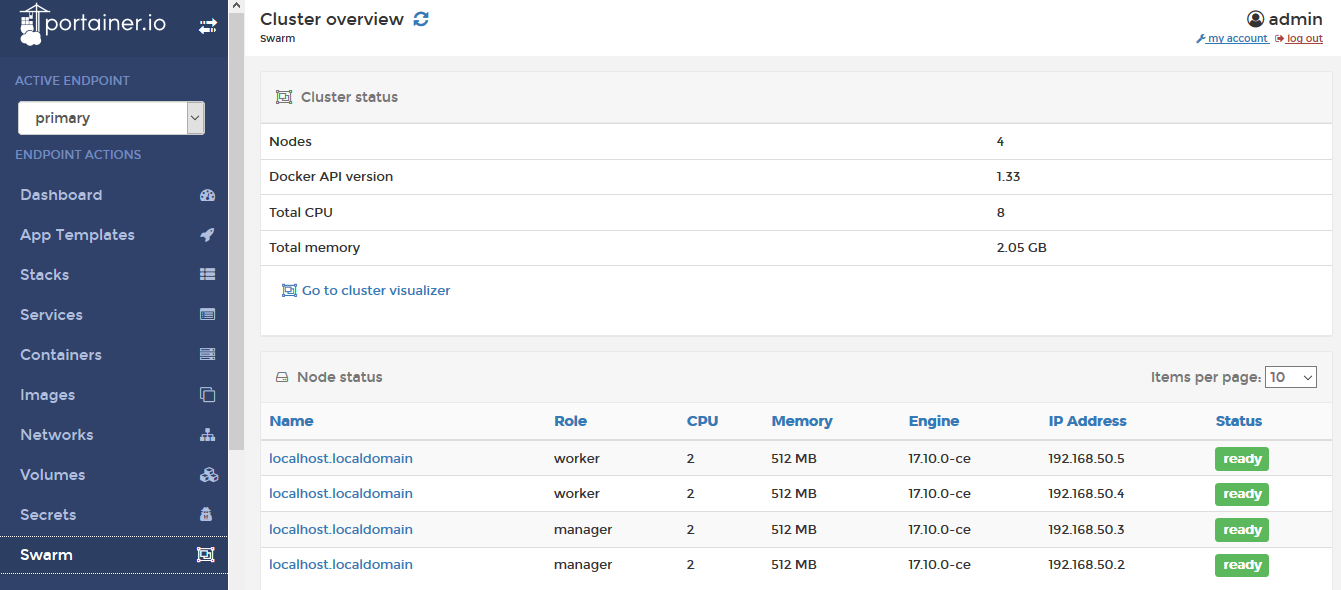 portainer.io
ACTIVE ENDPOINT
primary
ENDPOINT ACTIONS
Dashboard
App Templates
Stacks
Services
Containers
Images
Networks
Volumes
Secrets
Swarm
Cluster overview
Swarm
admin
my account log out
Cluster status
Nodes 4
Docker API version 1.33
Total CPU 8
Total memory 2.05 GB
Go to cluster visualizer
Node status Items per page: 10
Name Role CPU Memory Engine IP Address Status
localhost.localdomain worker 2 512 MB 17.10.0-ce 192.168.50.5 ready
localhost.localdomain worker 2 512 MB 17.10.0-ce 192.168.50.4 ready
localhost.localdomain manager 2 512 MB 17.10.0-ce 192.168.50.3 ready
localhost.localdomain manager 2 512 MB 17.10.0-ce 192.168.50.2 ready